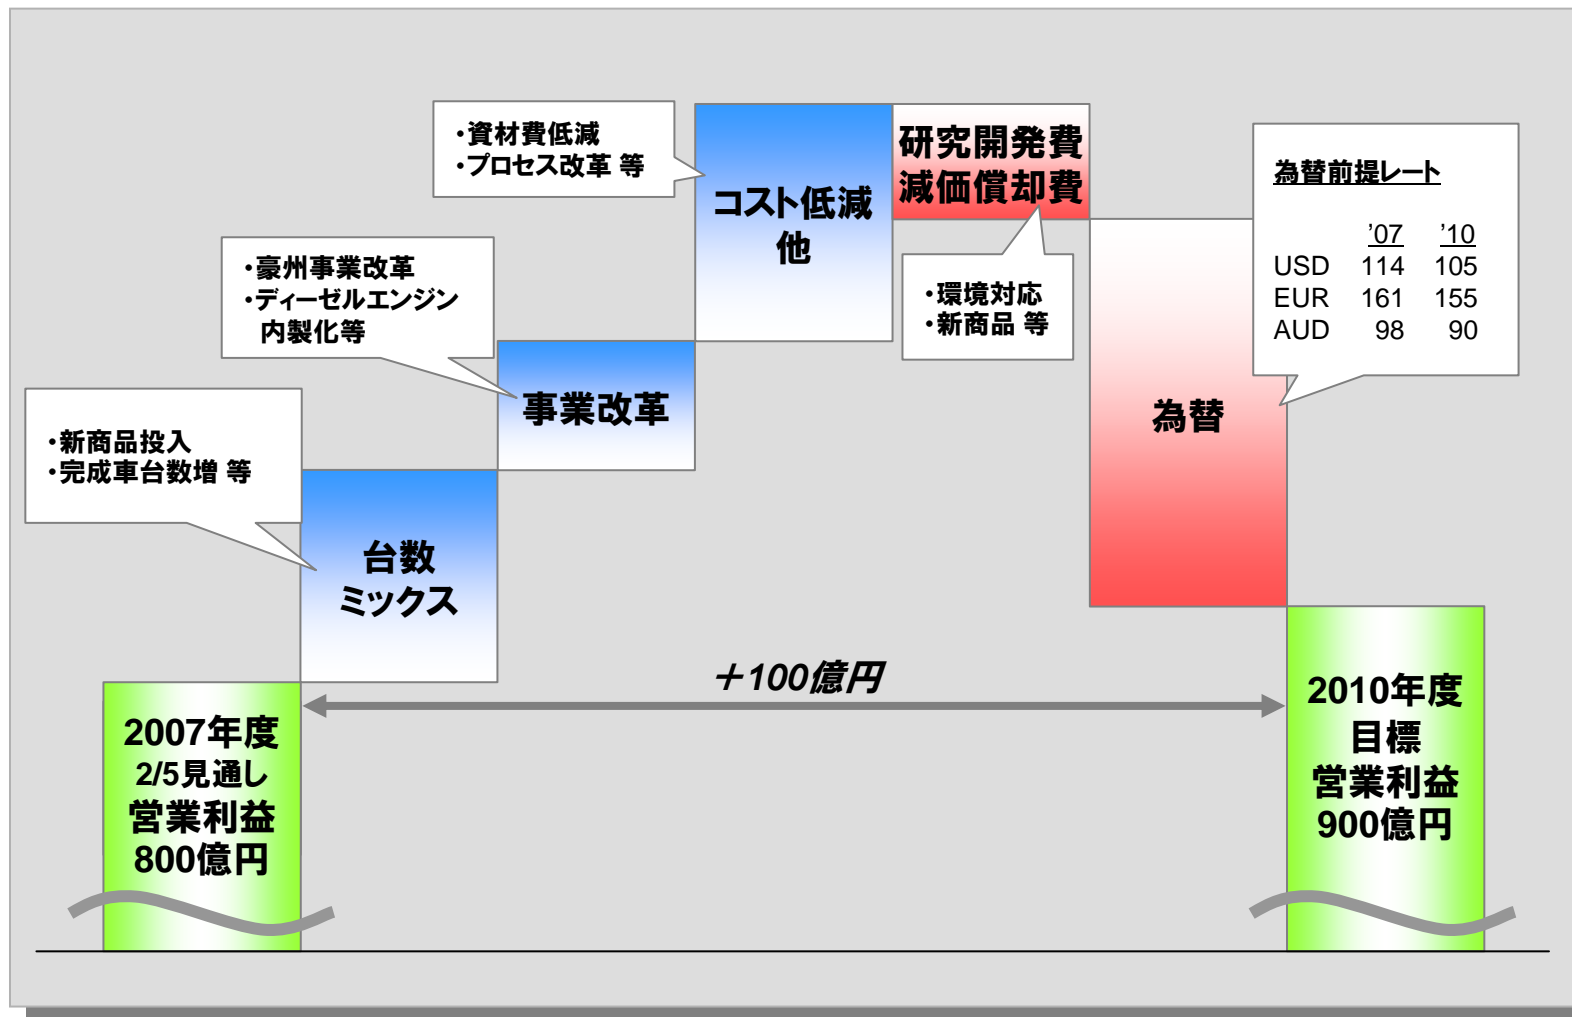 ・資材費低減
・プロセス改革 等
コスト低減
他
研究開発費
減価償却費
為替前提レート
'07 '10
USD 114 105
EUR 161 155
AUD 98 90
・豪州事業改革
・ディーゼルエンジン
内製化等
・環境対応
・新商品 等
事業改革
為替
・新商品投入
・完成車台数増 等
台数
ミックス
＋100億円
2007年度
2/5見通し
営業利益
800億円
2010年度
目標
営業利益
900億円